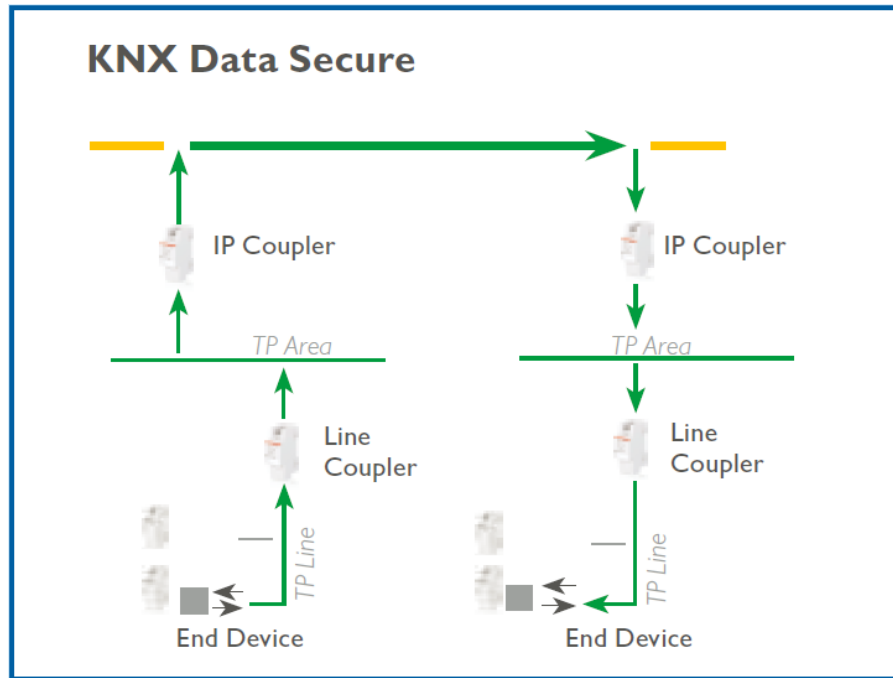 KNX Data Secure
IP Coupler
IP Coupler
TP Area
TP Area
Line
Coupler
Line
Coupler
TP Line
TP Line
End Device
End Device